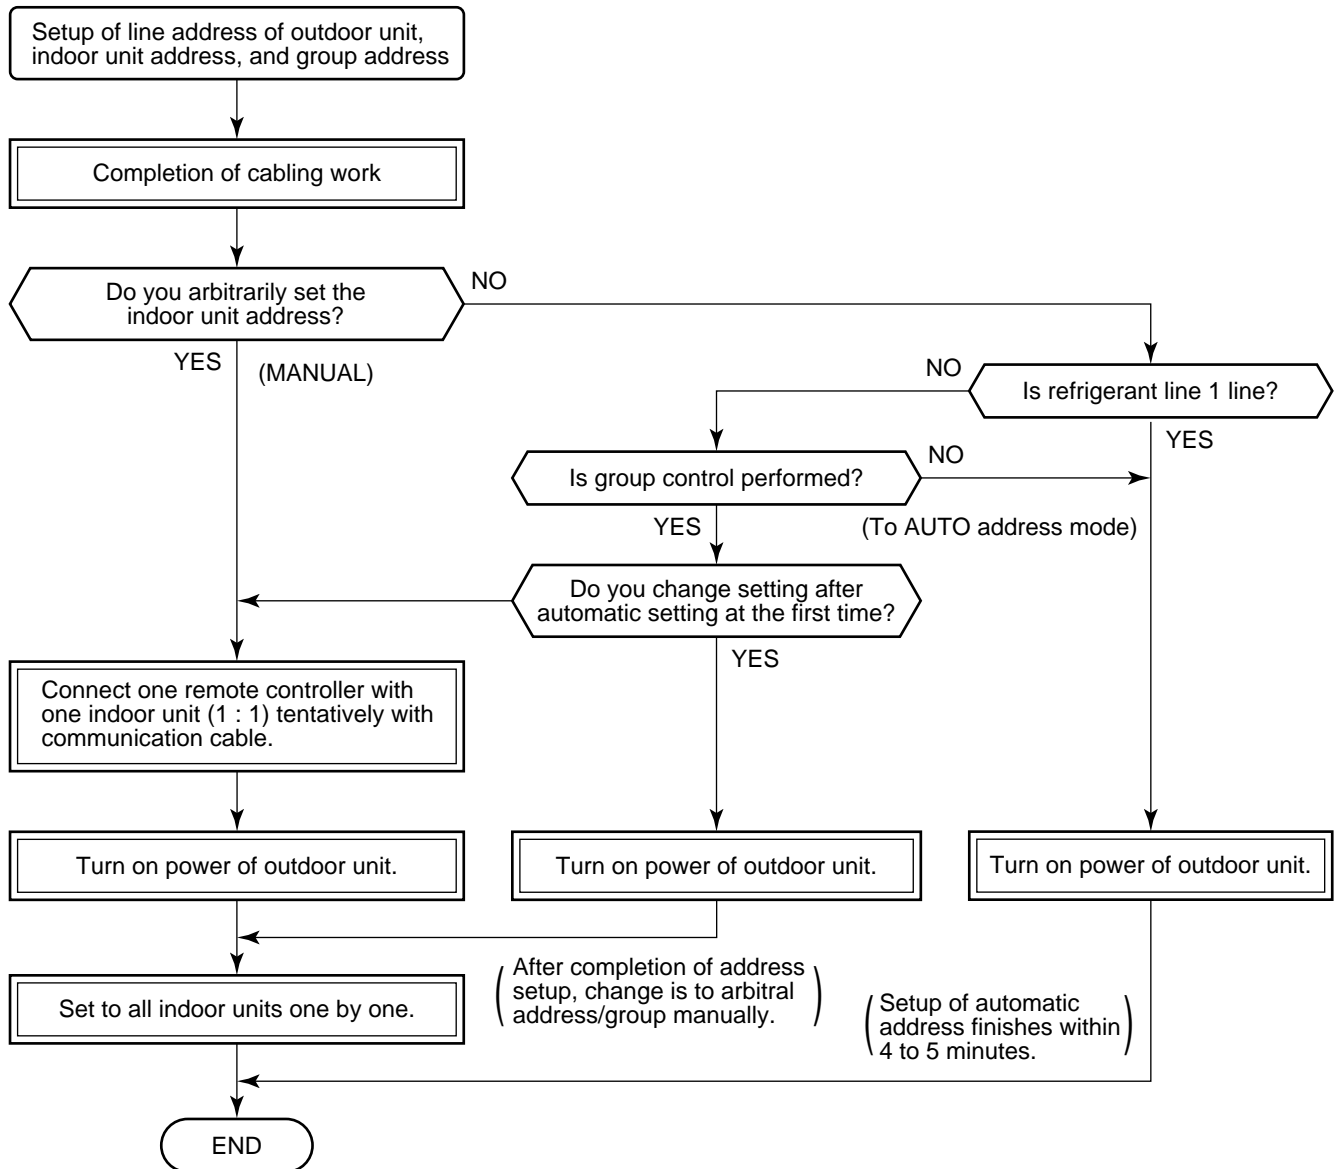 Setup of line address of outdoor unit,
indoor unit address, and group address
Completion of cabling work
Do you arbitrarily set the
indoor unit address?
NO
YES
(MANUAL)
NO
Is refrigerant line 1 line?
YES
Is group control performed?
NO
YES
(To AUTO address mode)
Do you change setting after
automatic setting at the first time?
YES
Connect one remote controller with
one indoor unit (1 : 1) tentatively with
communication cable.
Turn on power of outdoor unit.
Turn on power of outdoor unit.
Turn on power of outdoor unit.
Set to all indoor units one by one.
( After completion of address
setup, change is to arbitral
address/group manually. )
( Setup of automatic
address finishes within
4 to 5 minutes. )
END